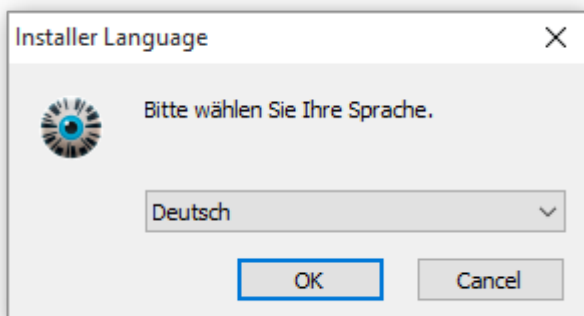 Installer Language
Bitte wählen Sie Ihre Sprache.
Deutsch
OK Cancel